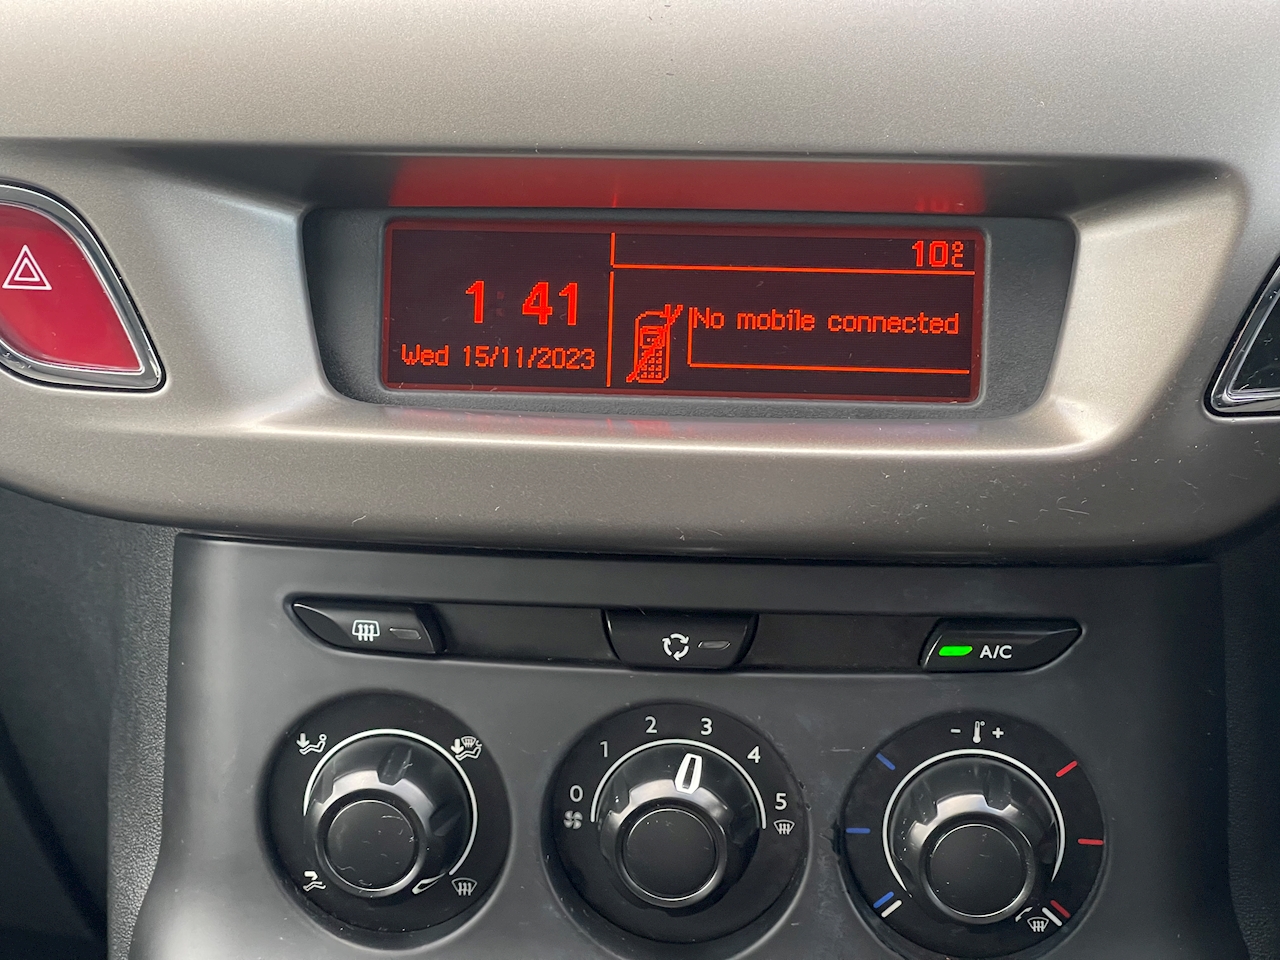 10°C
1 41
No mobile connected
Wed 15/11/2023
A/C
0 1 2 3 4 5
- +